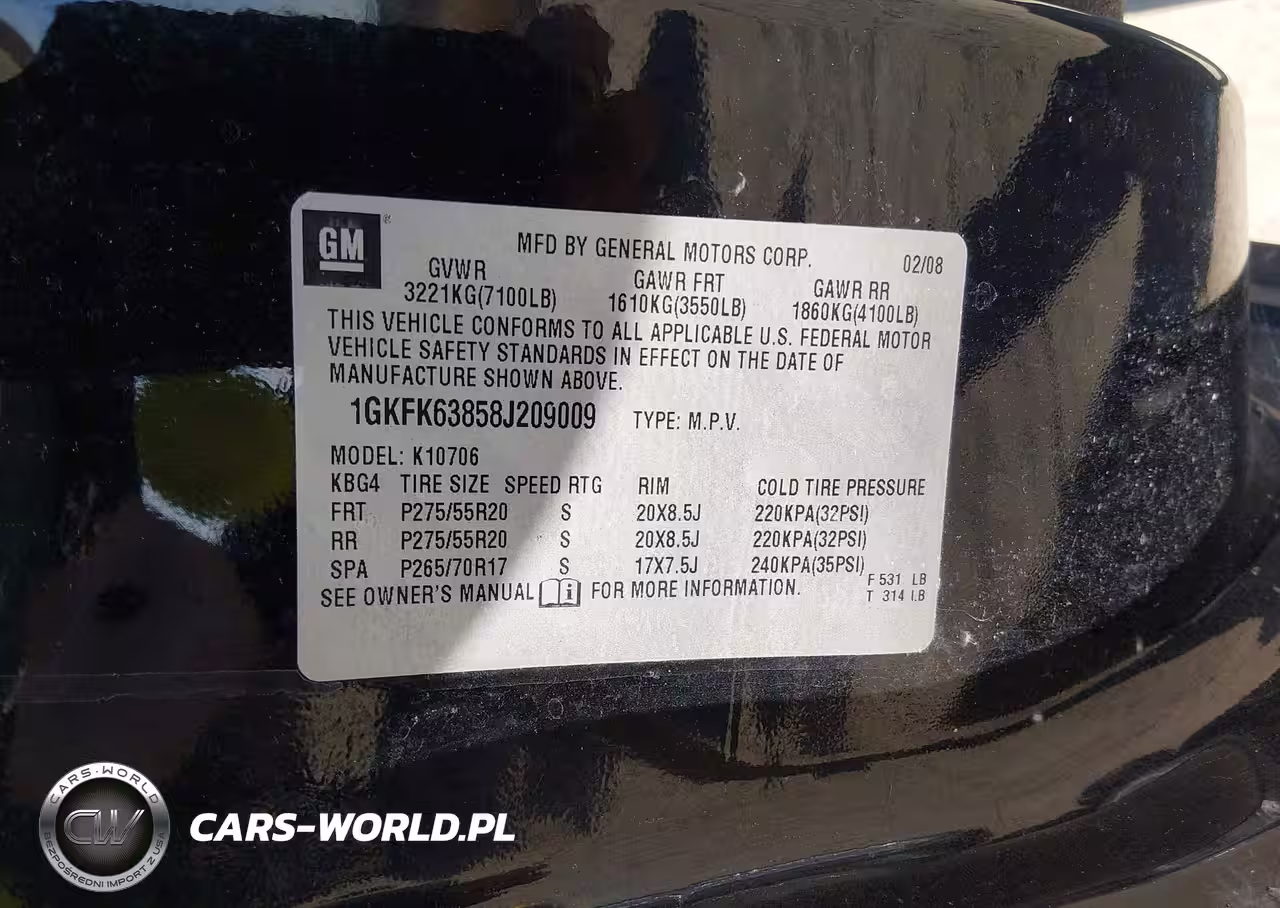 GM ®
MFD BY GENERAL MOTORS CORP. 02/08
GVWR GAWR FRT GAWR RR
3221KG(7100LB) 1610KG(3550LB) 1860KG(4100LB)
THIS VEHICLE CONFORMS TO ALL APPLICABLE U.S. FEDERAL MOTOR
VEHICLE SAFETY STANDARDS IN EFFECT ON THE DATE OF
MANUFACTURE SHOWN ABOVE.
1GKFK63858J209009 TYPE: M.P.V.
MODEL: K10706
KBG4 TIRE SIZE SPEED RTG RIM COLD TIRE PRESSURE
FRT P275/55R20 S 20X8.5J 220KPA(32PSI)
RR P275/55R20 S 20X8.5J 220KPA(32PSI)
SPA P265/70R17 S 17X7.5J 240KPA(35PSI)
F 531 LB
SEE OWNER'S MANUAL i FOR MORE INFORMATION. T 314 LB
CARS-WORLD
CW
BEZPOŚREDNI IMPORT Z USA
CARS-WORLD.PL